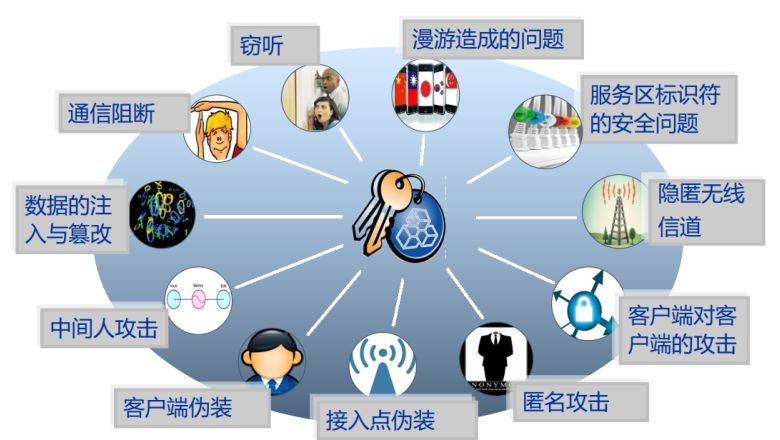 窃听
漫游造成的问题
通信阻断
服务区标识符
的安全问题
数据的注
入与篡改
隐匿无线
信道
中间人攻击
客户端对客
户端的攻击
客户端伪装
接入点伪装
匿名攻击
NONYMO